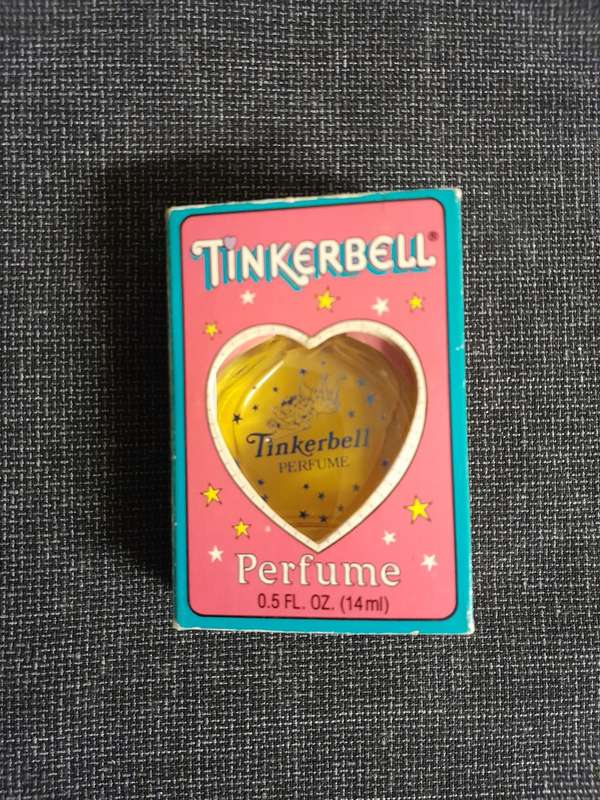 TiNKERBELL®
Tinkerbell
PERFUME
Perfume
0.5 FL. OZ. (14ml)